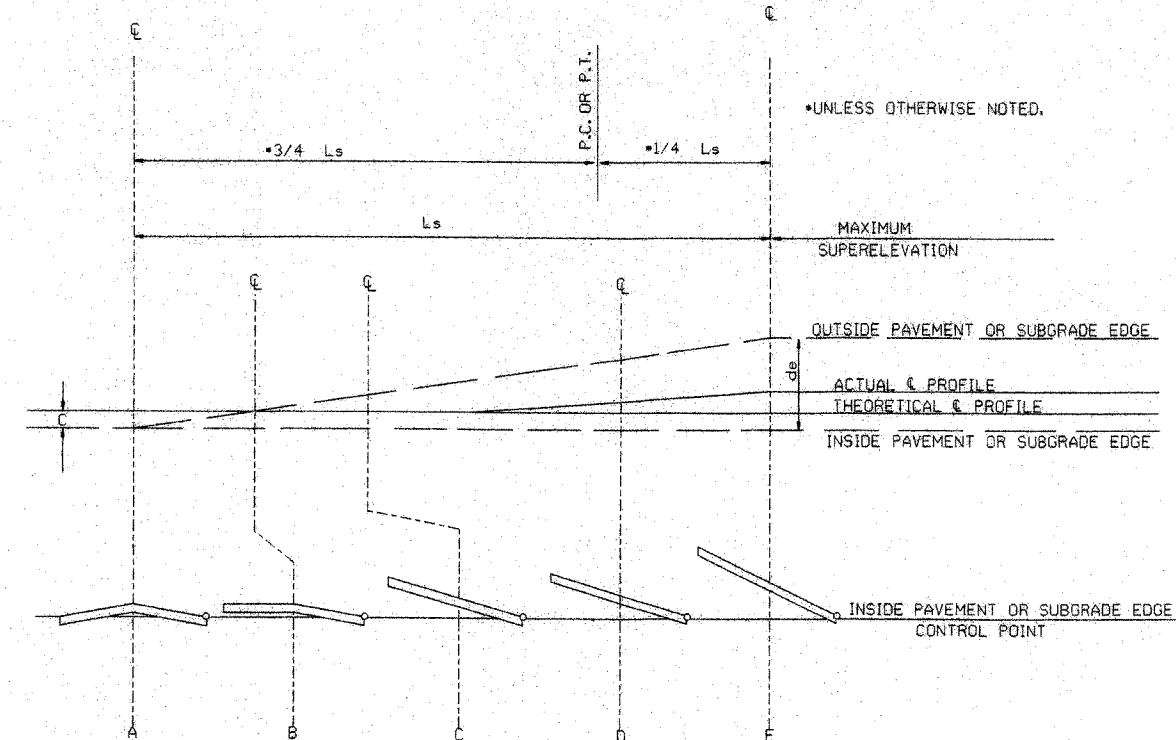 ℄
℄
P.C. OR P.T.
*UNLESS OTHERWISE NOTED.
*3/4 Ls
*1/4 Ls
Ls
MAXIMUM
SUPERELEVATION
℄
℄
℄
OUTSIDE PAVEMENT OR SUBGRADE EDGE
de
ACTUAL ℄ PROFILE
C
THEORETICAL ℄ PROFILE
INSIDE PAVEMENT OR SUBGRADE EDGE
INSIDE PAVEMENT OR SUBGRADE EDGE
CONTROL POINT
A
B
C
D
E